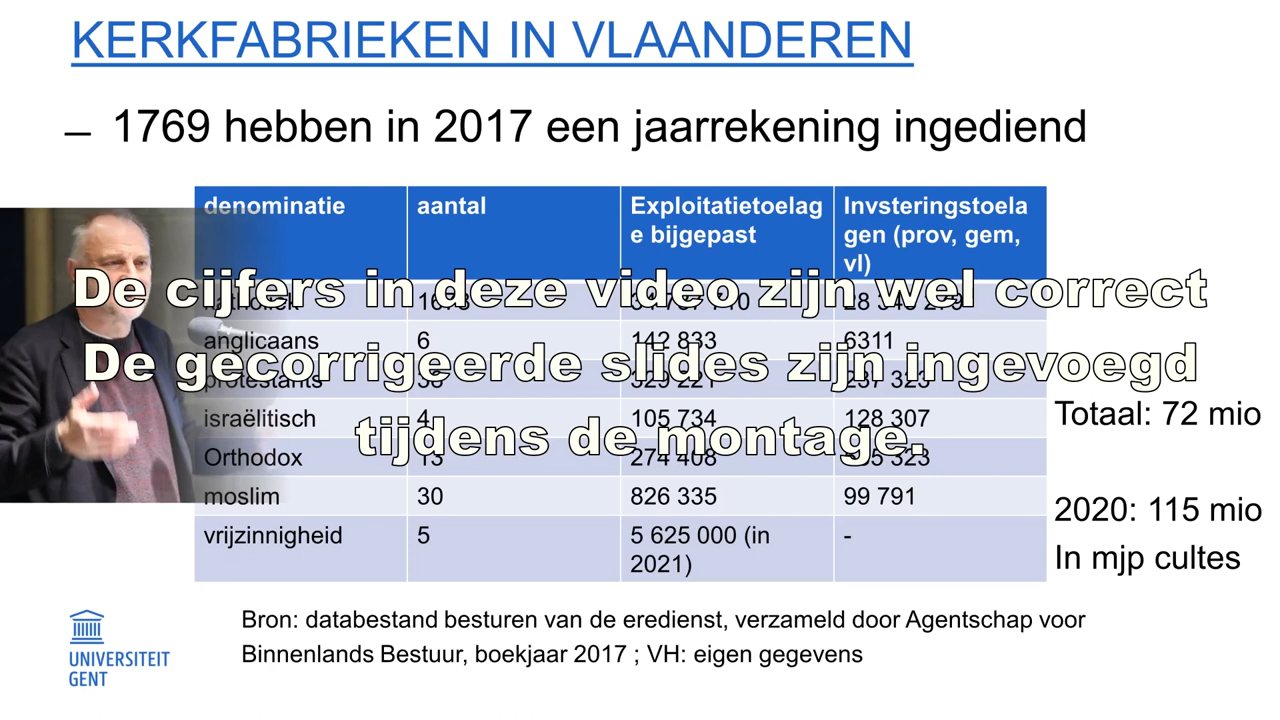 KERKFABRIEKEN IN VLAANDEREN
– 1769 hebben in 2017 een jaarrekening ingediend
denominatie aantal Exploitatietoelag Invsteringstoela
e bijgepast gen (prov, gem,
vl)
De cijfers in deze video zijn wel correct
anglicaans 6 142 833 6311
De gecorrigeerde slides zijn ingevoegd
protestants
israëlitisch 4 105 734 128 307
Totaal: 72 mio
tijdens de montage.
Orthodox 13 274 408
moslim 30 826 335 99 791
2020: 115 mio
vrijzinnigheid 5 5 625 000 (in -
2021)
In mjp cultes
Bron: databestand besturen van de eredienst, verzameld door Agentschap voor
Binnenlands Bestuur, boekjaar 2017 ; VH: eigen gegevens
UNIVERSITEIT
GENT